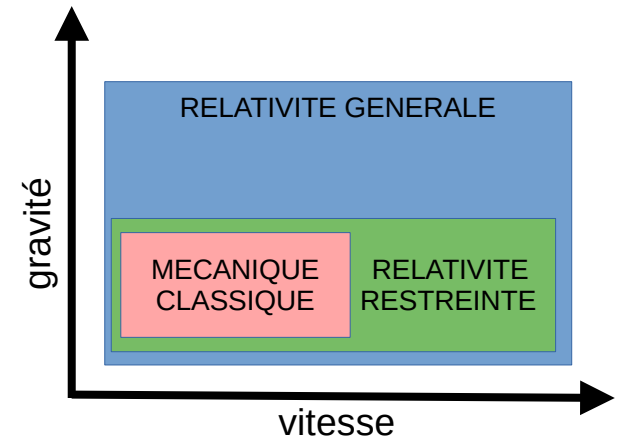 RELATIVITE GENERALE
gravité
MECANIQUE
CLASSIQUE
RELATIVITE
RESTREINTE
vitesse